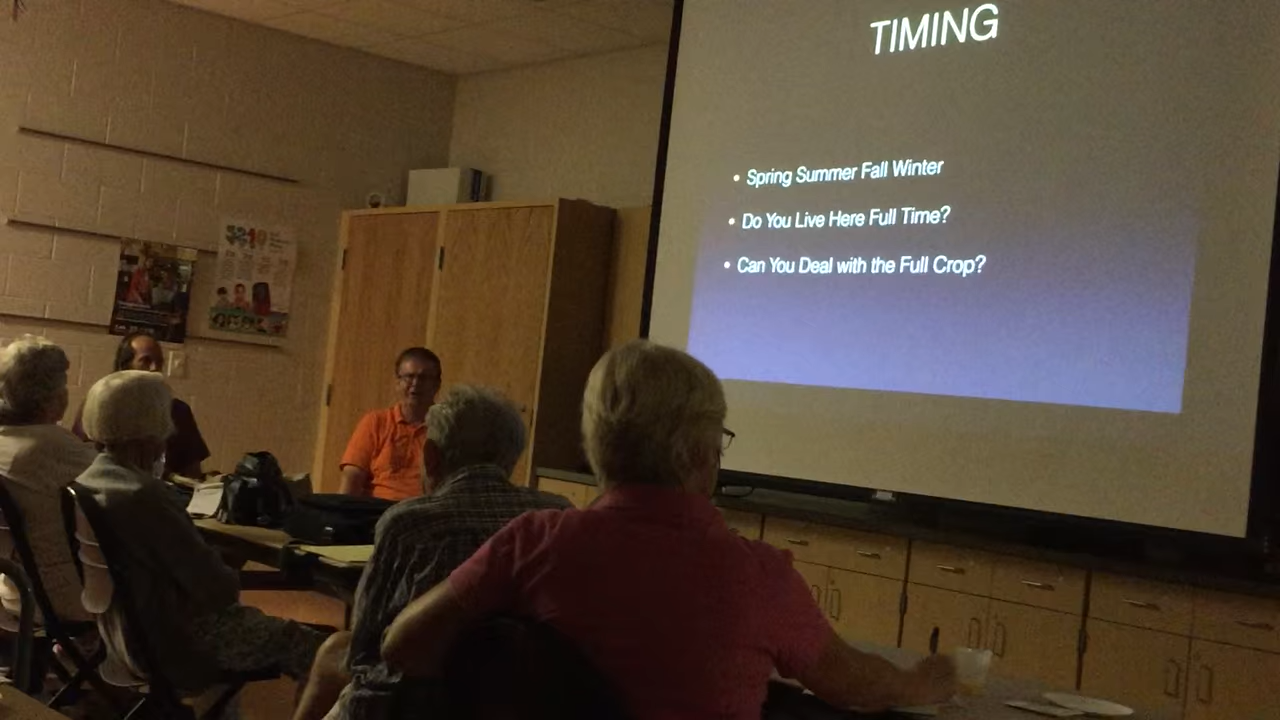 TIMING
• Spring Summer Fall Winter
• Do You Live Here Full Time?
• Can You Deal with the Full Crop?